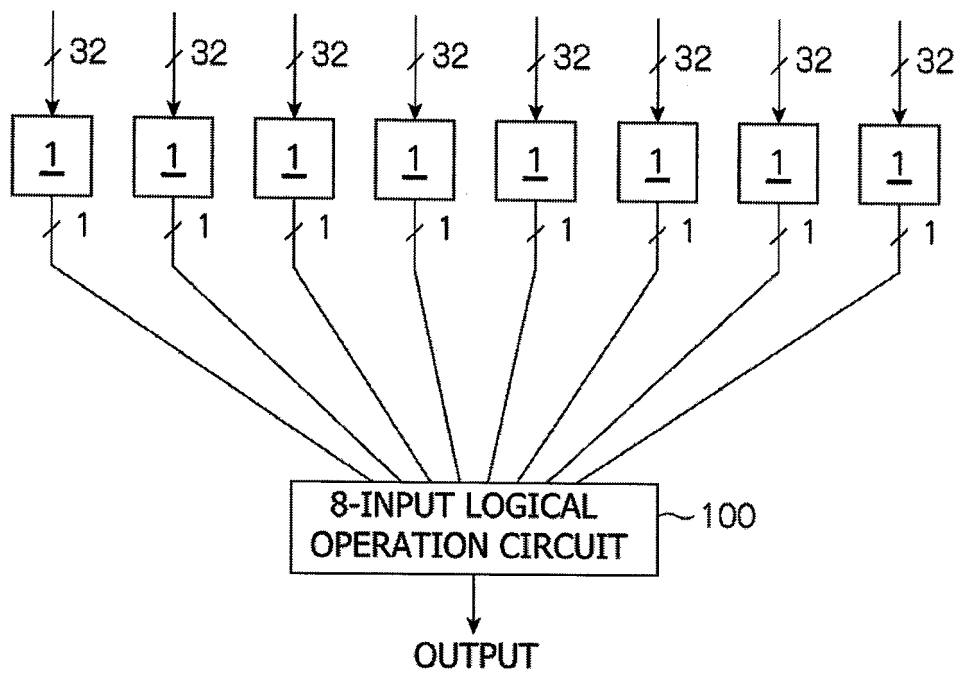 32 32 32 32 32 32 32 32
1 1 1 1 1 1 1 1
1 1 1 1 1 1 1 1
8-INPUT LOGICAL
OPERATION CIRCUIT
100
OUTPUT